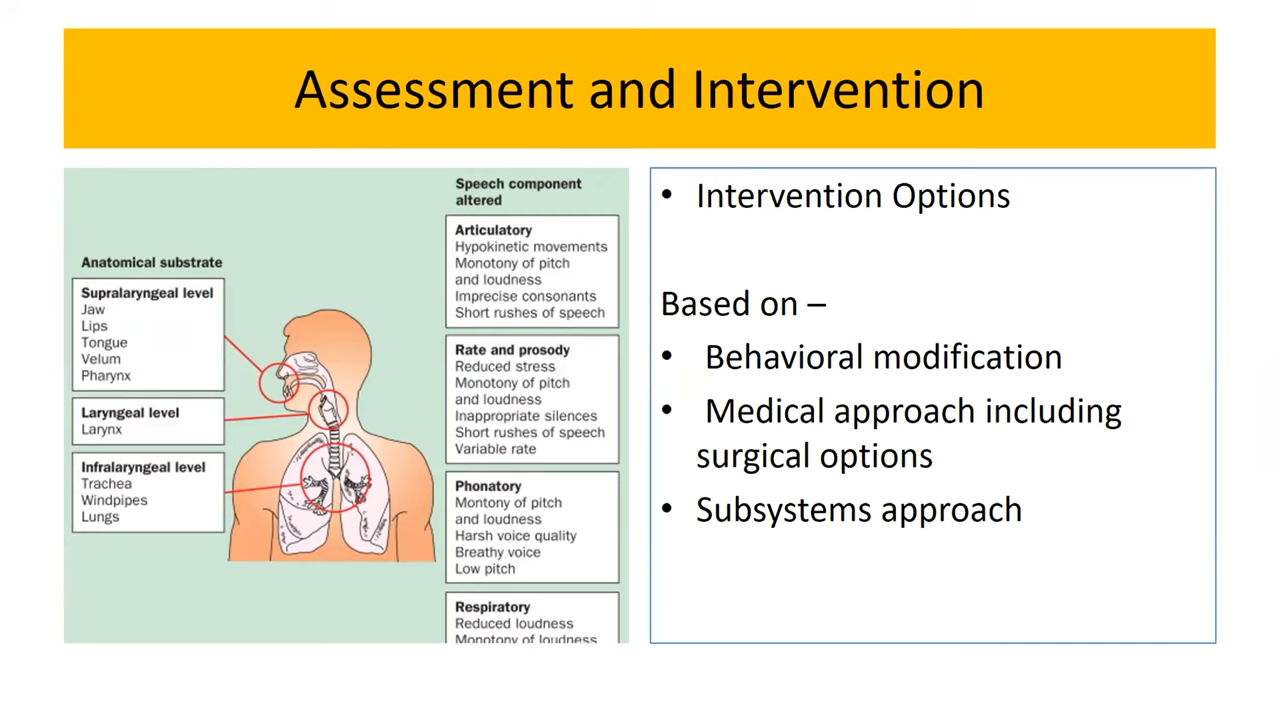 Assessment and Intervention
Anatomical substrate
Supralaryngeal level
Jaw
Lips
Tongue
Velum
Pharynx
Laryngeal level
Larynx
Infralaryngeal level
Trachea
Windpipes
Lungs
Speech component
altered
Articulatory
Hypokinetic movements
Monotony of pitch
and loudness
Imprecise consonants
Short rushes of speech
Rate and prosody
Reduced stress
Monotony of pitch
and loudness
Inappropriate silences
Short rushes of speech
Variable rate
Phonatory
Montony of pitch
and loudness
Harsh voice quality
Breathy voice
Low pitch
Respiratory
Reduced loudness
Monotony of loudness
• Intervention Options
Based on –
• Behavioral modification
• Medical approach including
surgical options
• Subsystems approach